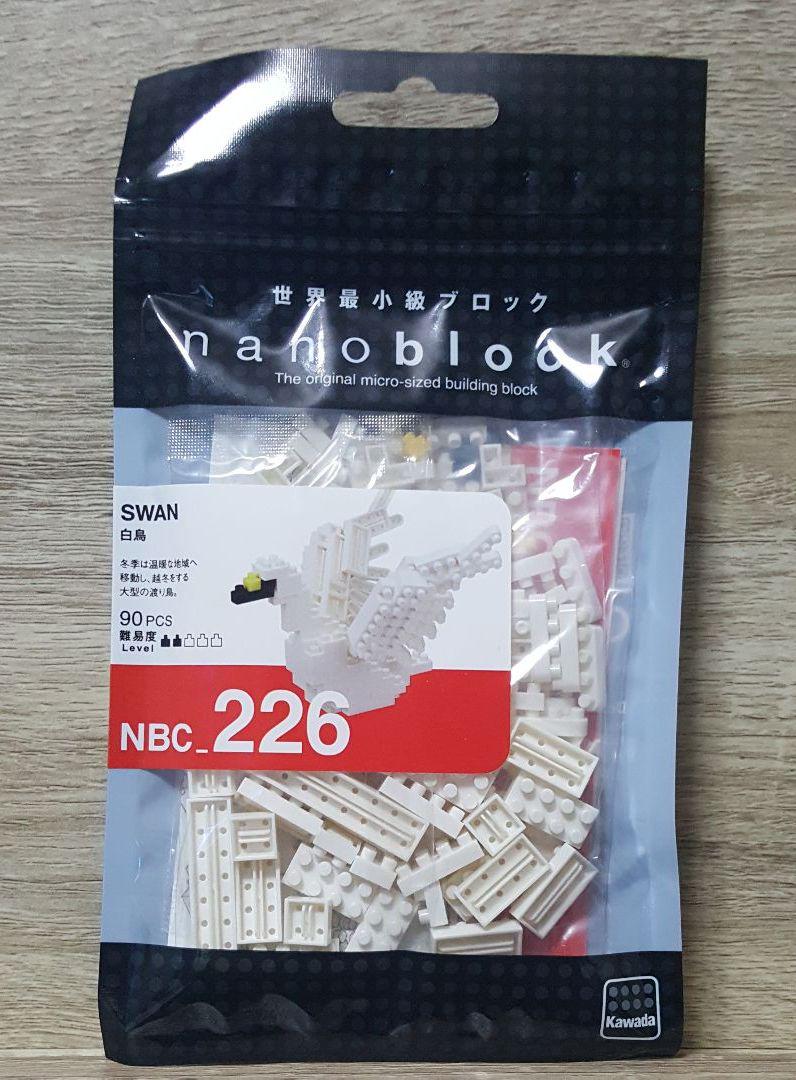 世界最小級ブロック
nanoblock®
The original micro-sized building block
SWAN
白鳥
冬季は温暖な地域へ
移動し、越冬をする
大型の渡り鳥。
90 PCS
難易度
Level
NBC_226
Kawada